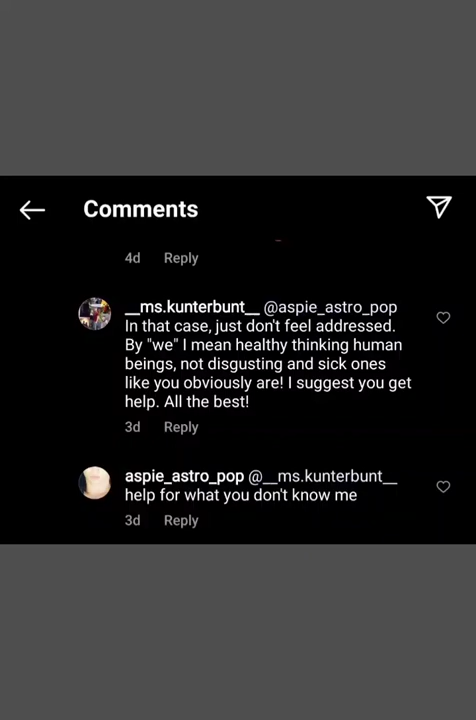 Comments
4d Reply
__ms.kunterbunt__ @aspie_astro_pop
In that case, just don't feel addressed.
By "we" I mean healthy thinking human
beings, not disgusting and sick ones
like you obviously are! I suggest you get
help. All the best!
3d Reply
aspie_astro_pop @__ms.kunterbunt__
help for what you don't know me
3d Reply